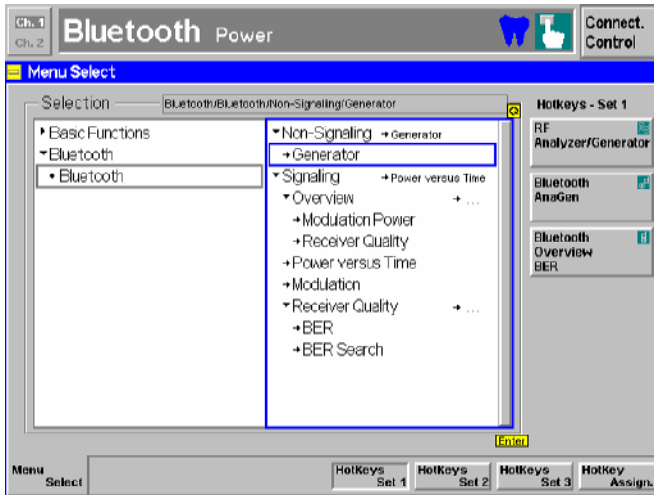 Ch. 1
Ch. 2
Bluetooth Power
Connect.
Control
Menu Select
Selection
Bluetooth/Bluetooth/Non-Signaling/Generator
Hotkeys - Set 1
Basic Functions
Bluetooth
Bluetooth
Non-Signaling Generator
Generator
Signaling Power versus Time
Overview ...
Modulation Power
Receiver Quality
Power versus Time
Modulation
Receiver Quality ...
BER
BER Search
RF
Analyzer/Generator
Bluetooth
AnaGen
Bluetooth
Overview
BER
Enter
Menu
Select
HotKeys
Set 1
HotKeys
Set 2
HotKeys
Set 3
HotKey
Assign.